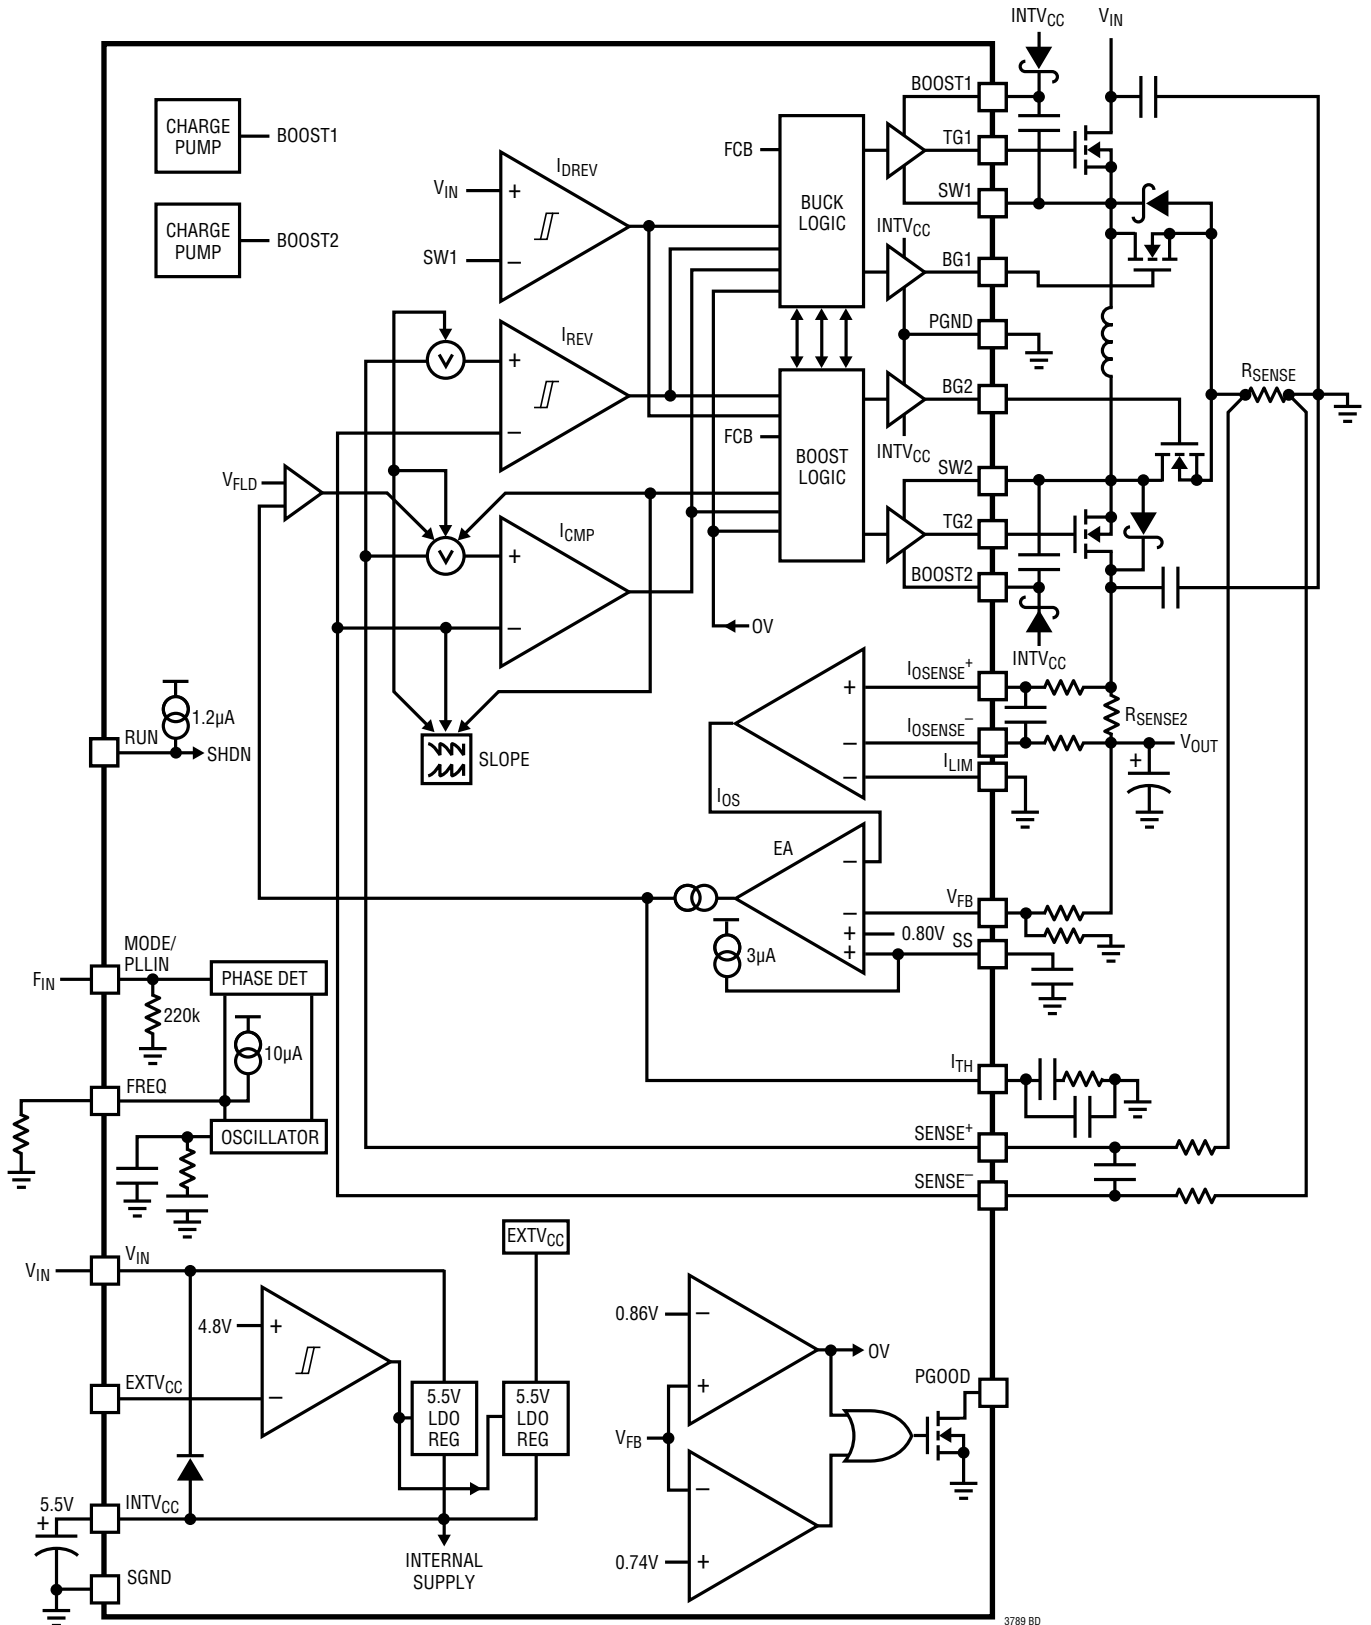 INTVCC
VIN
CHARGE
PUMP
BOOST1
CHARGE
PUMP
BOOST2
VIN
SW1
IDREV
+
–
FCB
BUCK
LOGIC
BOOST1
TG1
SW1
INTVCC
BG1
PGND
IREV
+
–
FCB
BOOST
LOGIC
BG2
INTVCC
SW2
TG2
BOOST2
INTVCC
RSENSE
VFLD
V
V
ICMP
+
–
OV
SLOPE
1.2µA
RUN
SHDN
IOSENSE+
IOSENSE–
ILIM
+
–
–
IOS
RSENSE2
VOUT
+
EA
–
–
+
+
0.80V
VFB
SS
3µA
MODE/
PLLIN
FIN
PHASE DET
220k
10µA
FREQ
OSCILLATOR
ITH
SENSE+
SENSE–
VIN
VIN
4.8V
+
–
EXTVCC
EXTVCC
5.5V
LDO
REG
5.5V
LDO
REG
5.5V
+
INTVCC
SGND
INTERNAL
SUPPLY
0.86V
–
+
VFB
–
+
0.74V
OV
PGOOD
3789 BD